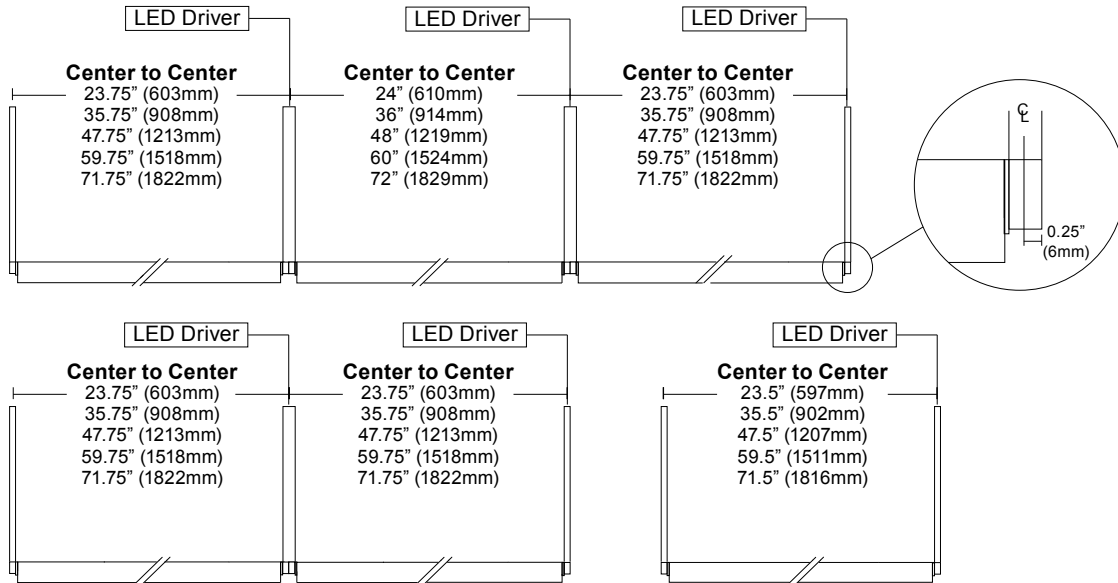 LED Driver
LED Driver
LED Driver
Center to Center
23.75” (603mm)
35.75” (908mm)
47.75” (1213mm)
59.75” (1518mm)
71.75” (1822mm)
Center to Center
24” (610mm)
36” (914mm)
48” (1219mm)
60” (1524mm)
72” (1829mm)
Center to Center
23.75” (603mm)
35.75” (908mm)
47.75” (1213mm)
59.75” (1518mm)
71.75” (1822mm)
℄
0.25”
(6mm)
LED Driver
LED Driver
LED Driver
Center to Center
23.75” (603mm)
35.75” (908mm)
47.75” (1213mm)
59.75” (1518mm)
71.75” (1822mm)
Center to Center
23.75” (603mm)
35.75” (908mm)
47.75” (1213mm)
59.75” (1518mm)
71.75” (1822mm)
Center to Center
23.5” (597mm)
35.5” (902mm)
47.5” (1207mm)
59.5” (1511mm)
71.5” (1816mm)